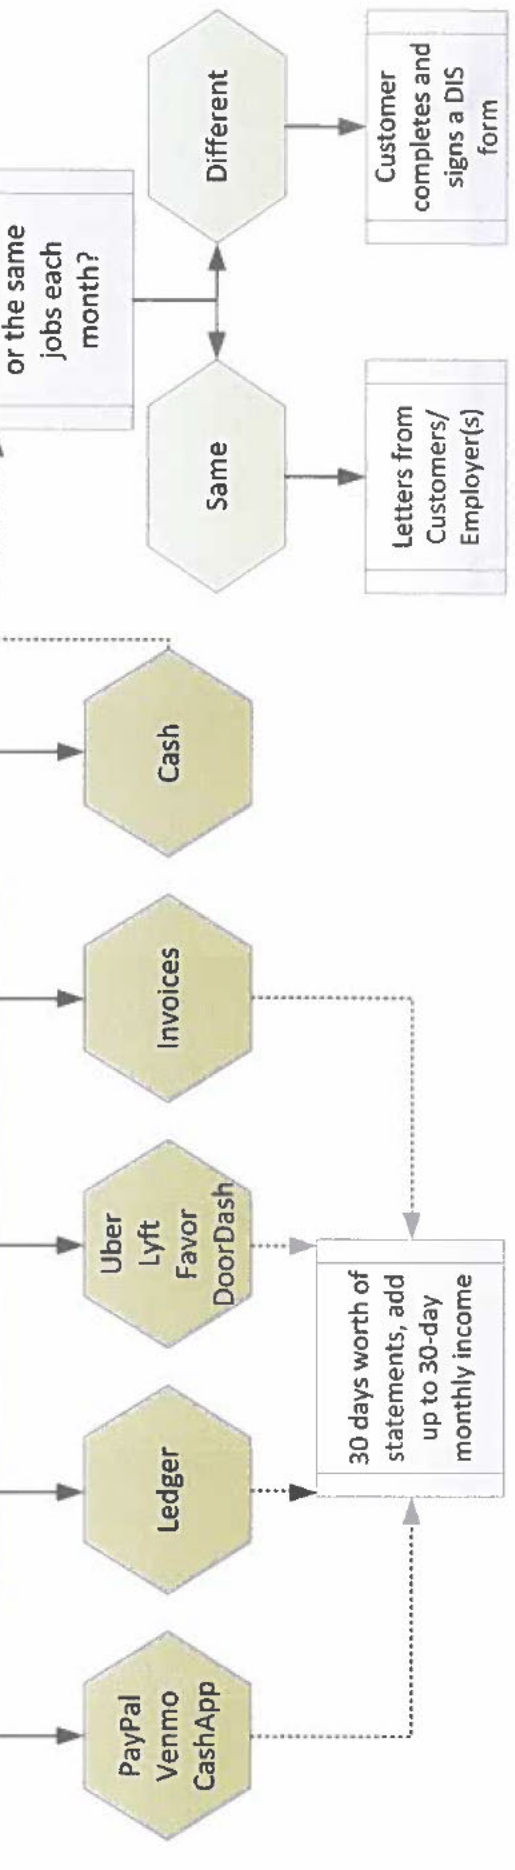 or the same
jobs each
month?
PayPal
Venmo
CashApp
Ledger
Uber
Lyft
Favor
DoorDash
Invoices
Cash
Same
Different
30 days worth of
statements, add
up to 30-day
monthly income
Letters from
Customers/
Employer(s)
Customer
completes and
signs a DIS
form